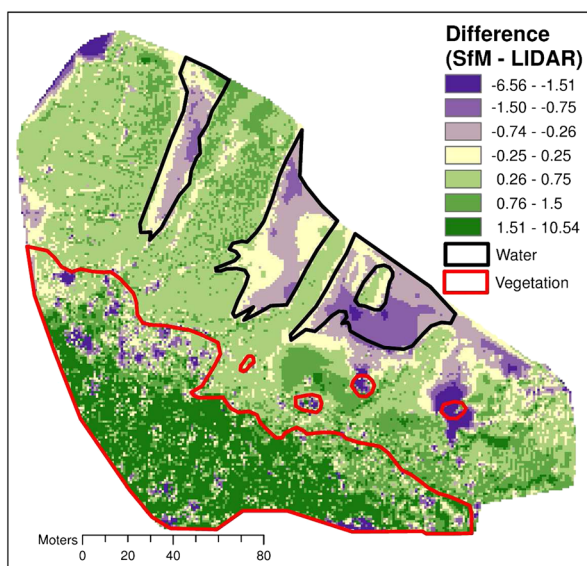 Difference
(SfM - LIDAR)
-6.56 - -1.51
-1.50 - -0.75
-0.74 - -0.26
-0.25 - 0.25
0.26 - 0.75
0.76 - 1.5
1.51 - 10.54
Water
Vegetation
Moters
0 20 40 80